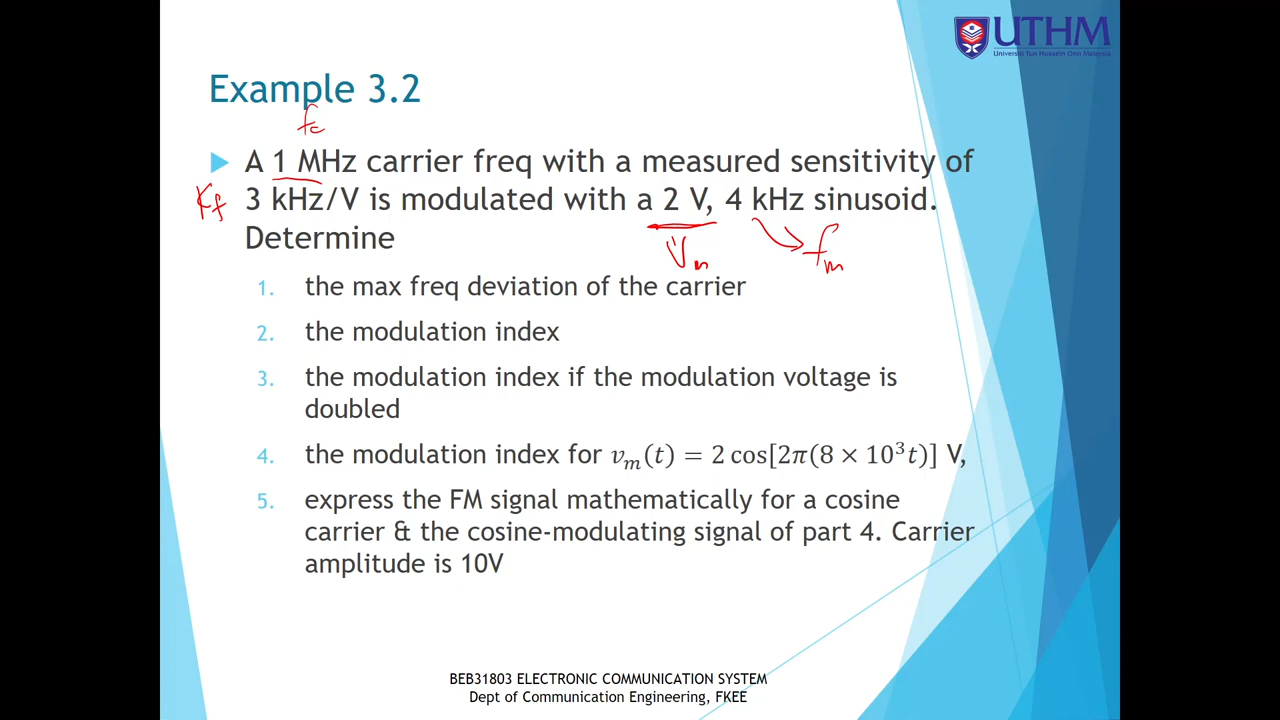 UTHM
Universiti Tun Hussein Onn Malaysia
Example 3.2
fc
A 1 MHz carrier freq with a measured sensitivity of
Kf
3 kHz/V is modulated with a 2 V, 4 kHz sinusoid.
Determine
Vm
fm
1. the max freq deviation of the carrier
2. the modulation index
3. the modulation index if the modulation voltage is
doubled
4. the modulation index for vₘ(t) = 2 cos[2π(8 × 10³t)] V,
5. express the FM signal mathematically for a cosine
carrier & the cosine-modulating signal of part 4. Carrier
amplitude is 10V
BEB31803 ELECTRONIC COMMUNICATION SYSTEM
Dept of Communication Engineering, FKEE